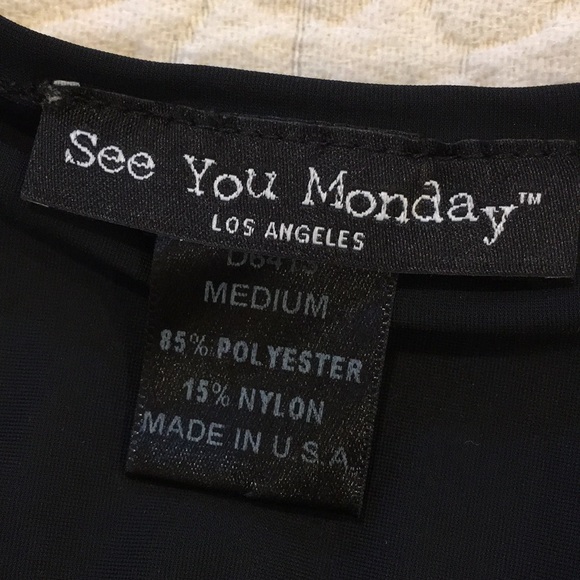 See You Monday™
LOS ANGELES
MEDIUM
85% POLYESTER
15% NYLON
MADE IN U.S.A.